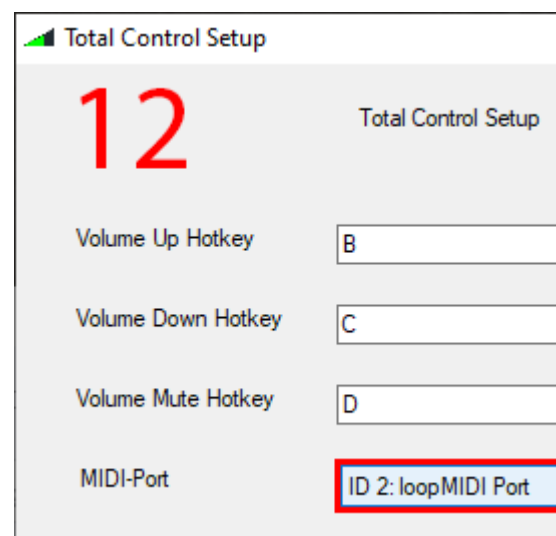 Total Control Setup
12
Total Control Setup
Volume Up Hotkey
B
Volume Down Hotkey
C
Volume Mute Hotkey
D
MIDI-Port
ID 2: loopMIDI Port